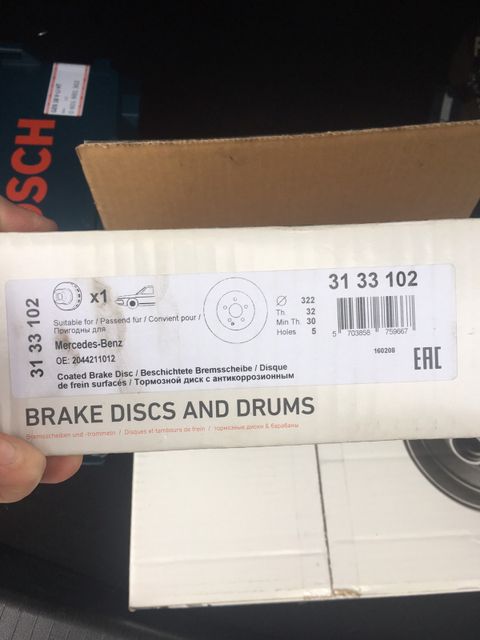 BOSCH
31 33 102
x1
31 33 102
Suitable for / Passend für / Convient pour /
Пригодны для
Mercedes-Benz
OE: 2044211012
Coated Brake Disc / Beschichtete Bremsscheibe / Disque
de frein surfacés / Тормозной диск с антикоррозионным
Ø 322
Th. 32
Min Th. 30
Holes 5
5 703858 759667
160208
EAC
BRAKE DISCS AND DRUMS
Bremsscheiben und -trommeln / Disques et tambours de frein / тормозные диски & барабаны